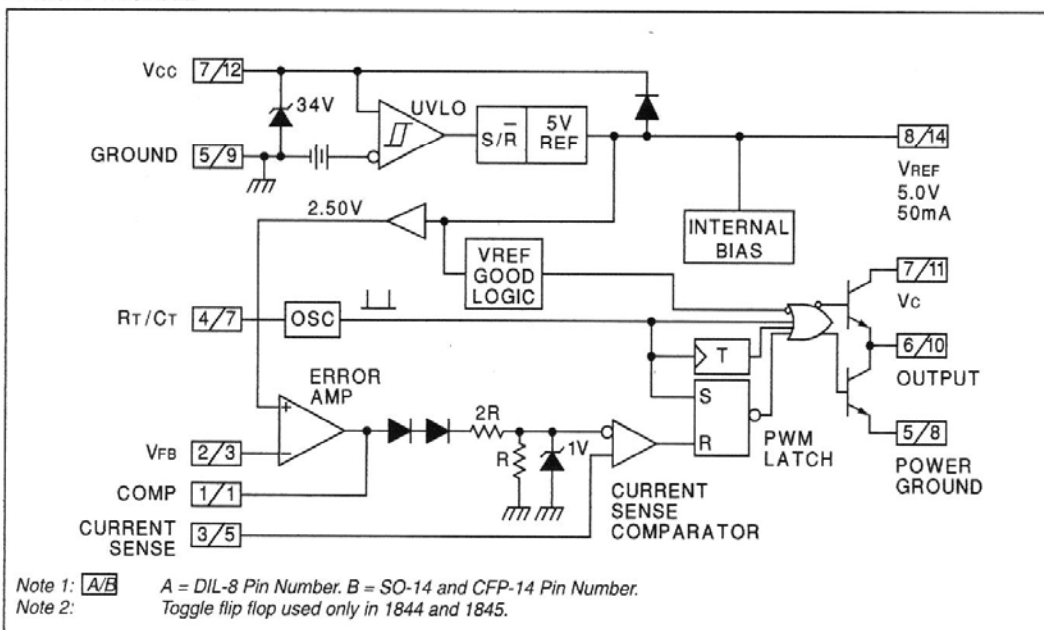 Vcc 7/12
34V
UVLO
S/R̅
5V
REF
GROUND 5/9
8/14
VREF
5.0V
50mA
2.50V
INTERNAL
BIAS
VREF
GOOD
LOGIC
7/11
Vc
RT/CT 4/7
OSC
T
6/10
OUTPUT
ERROR
AMP
2R
S
R
1V
R
PWM
LATCH
5/8
POWER
GROUND
VFB 2/3
COMP 1/1
CURRENT
SENSE
COMPARATOR
CURRENT
SENSE 3/5
Note 1: A/B A = DIL-8 Pin Number. B = SO-14 and CFP-14 Pin Number.
Note 2: Toggle flip flop used only in 1844 and 1845.